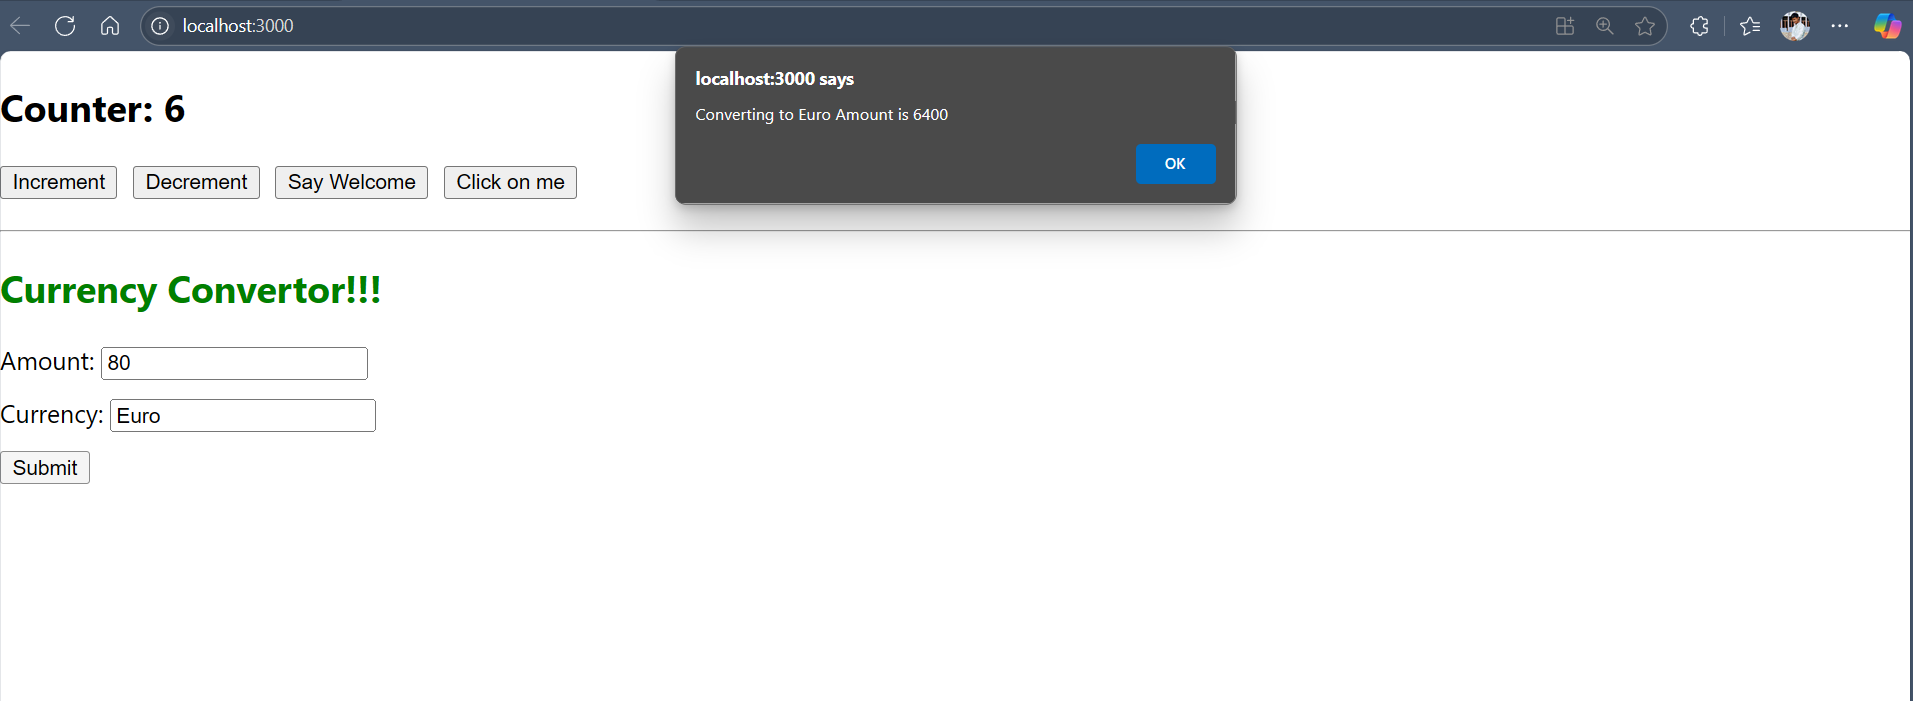 localhost:3000
localhost:3000 says
Converting to Euro Amount is 6400
OK
Counter: 6
Increment Decrement Say Welcome Click on me
Currency Convertor!!!
Amount: 80
Currency: Euro
Submit